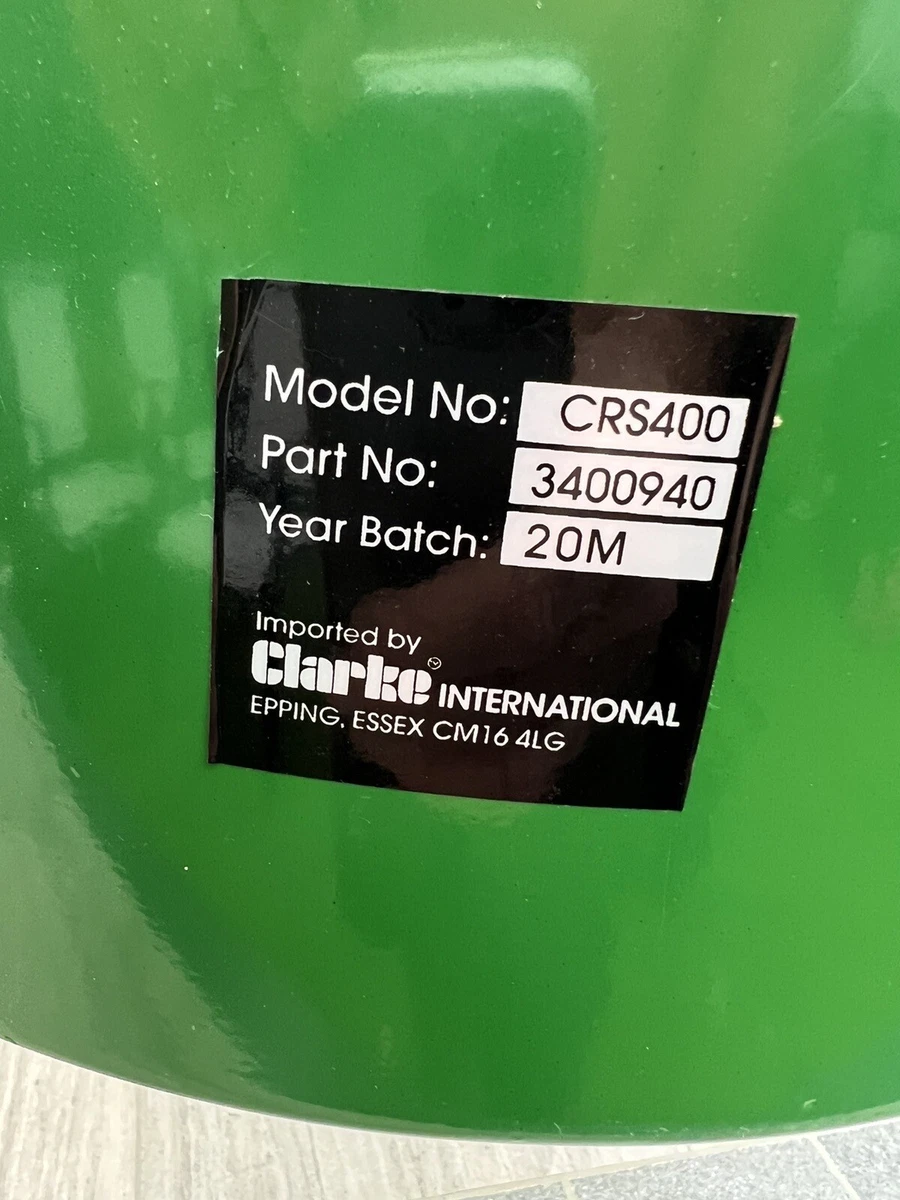 Model No: CRS400
Part No: 3400940
Year Batch: 20M
Imported by
Clarke INTERNATIONAL
EPPING, ESSEX CM16 4LG